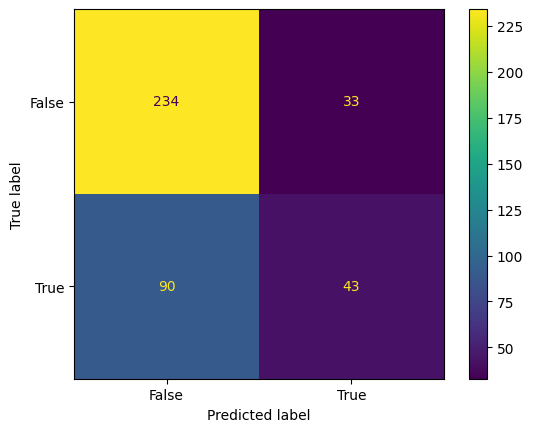 False
234
33
True
90
43
False
True
Predicted label
True label
225
200
175
150
125
100
75
50